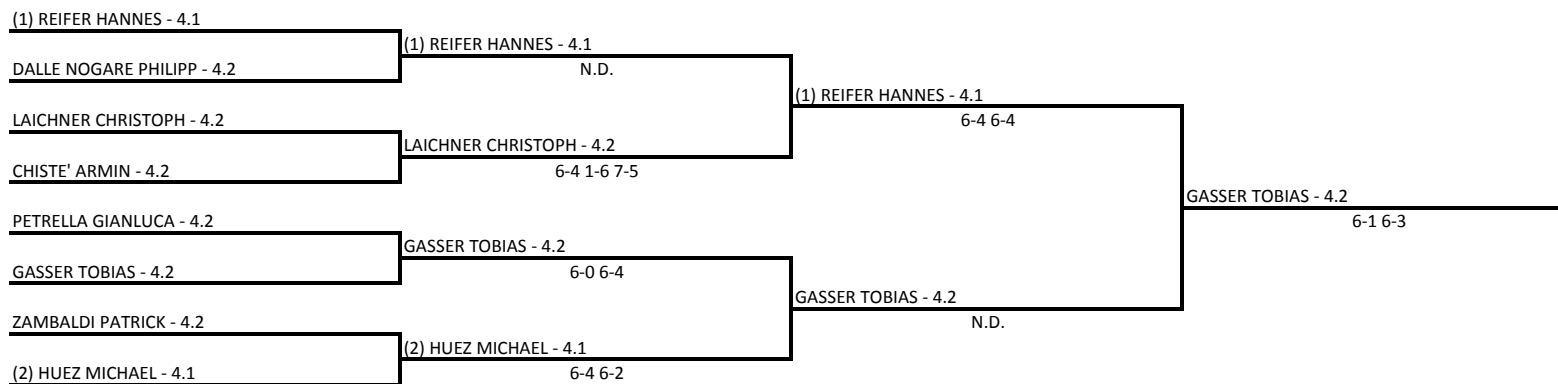 (1) REIFER HANNES - 4.1
(1) REIFER HANNES - 4.1
DALLE NOGARE PHILIPP - 4.2
N.D.
(1) REIFER HANNES - 4.1
LAICHNER CHRISTOPH - 4.2
6-4 6-4
LAICHNER CHRISTOPH - 4.2
CHISTE' ARMIN - 4.2
6-4 1-6 7-5
GASSER TOBIAS - 4.2
PETRELLA GIANLUCA - 4.2
6-1 6-3
GASSER TOBIAS - 4.2
GASSER TOBIAS - 4.2
6-0 6-4
GASSER TOBIAS - 4.2
ZAMBALDI PATRICK - 4.2
N.D.
(2) HUEZ MICHAEL - 4.1
(2) HUEZ MICHAEL - 4.1
6-4 6-2